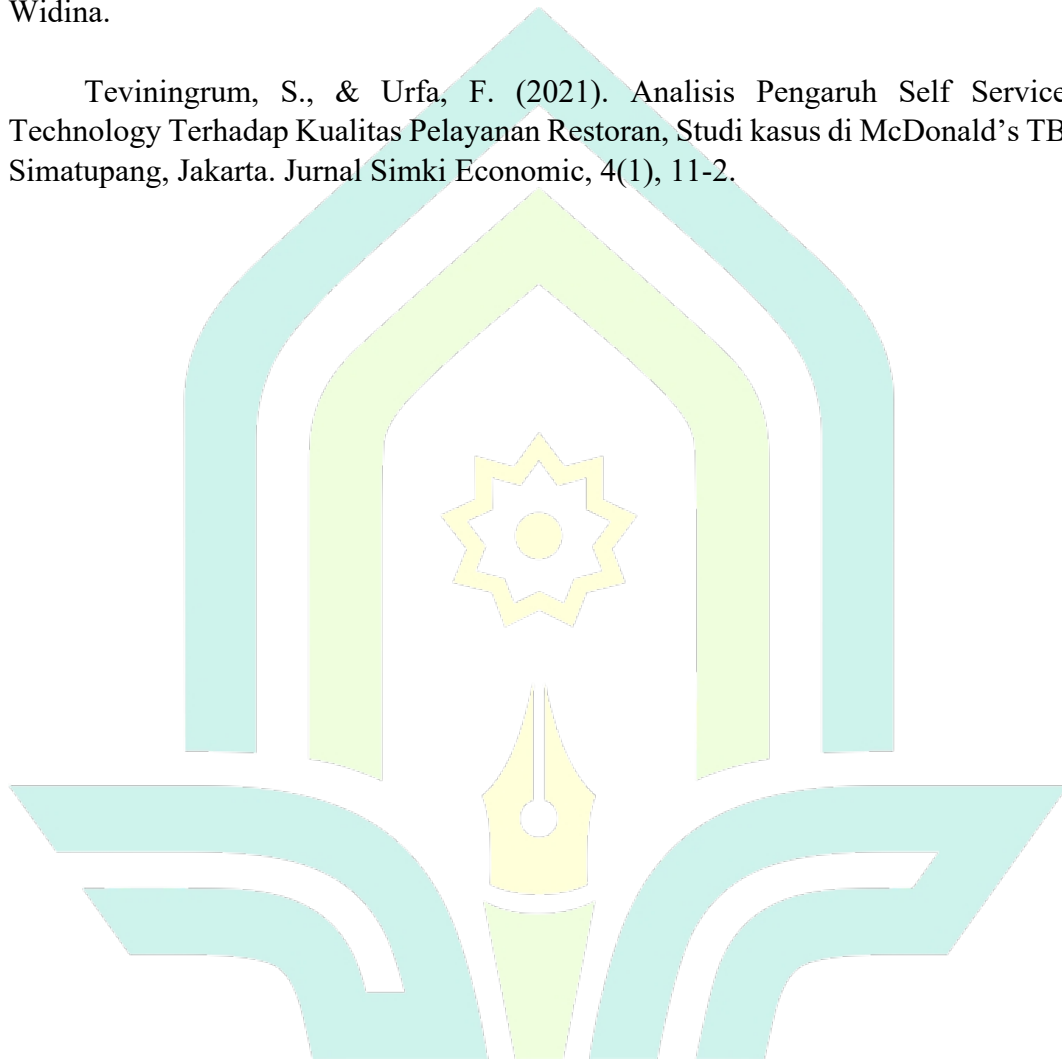 Widina.
Teviningrum, S., & Urfa, F. (2021). Analisis Pengaruh Self Service
Technology Terhadap Kualitas Pelayanan Restoran, Studi kasus di McDonald’s TB
Simatupang, Jakarta. Jurnal Simki Economic, 4(1), 11-2.